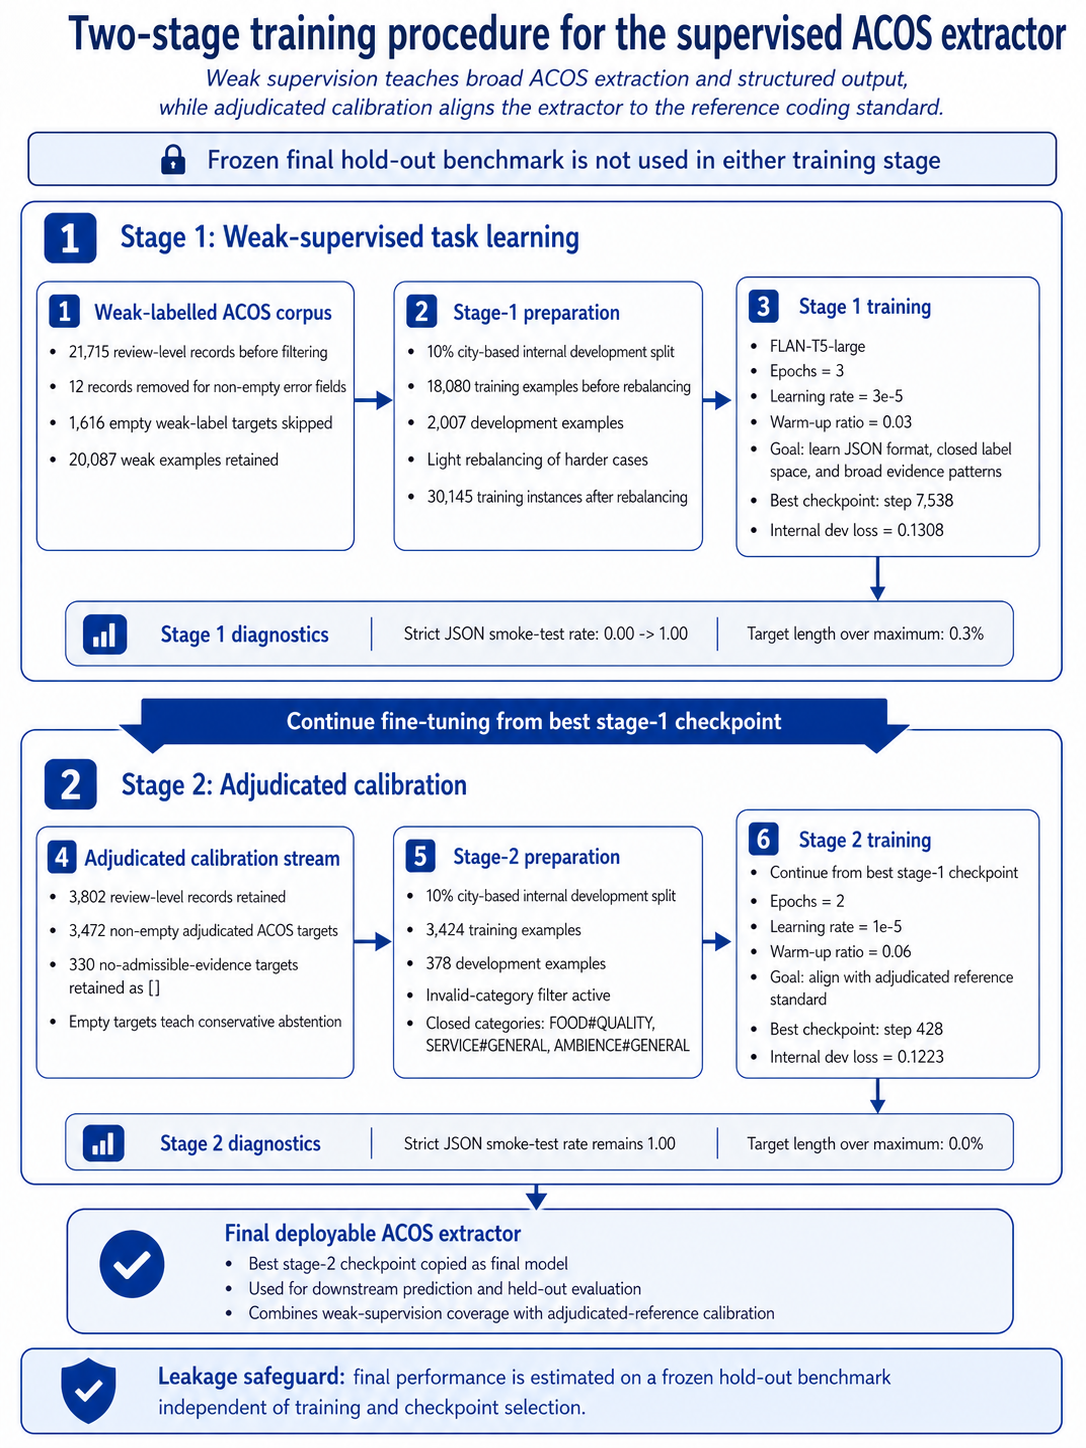 Two-stage training procedure for the supervised ACOS extractor
Weak supervision teaches broad ACOS extraction and structured output,
while adjudicated calibration aligns the extractor to the reference coding standard.
Frozen final hold-out benchmark is not used in either training stage
1 Stage 1: Weak-supervised task learning
1 Weak-labelled ACOS corpus
• 21,715 review-level records before filtering
• 12 records removed for non-empty error fields
• 1,616 empty weak-label targets skipped
• 20,087 weak examples retained
2 Stage-1 preparation
• 10% city-based internal development split
• 18,080 training examples before rebalancing
• 2,007 development examples
• Light rebalancing of harder cases
• 30,145 training instances after rebalancing
3 Stage 1 training
• FLAN-T5-large
• Epochs = 3
• Learning rate = 3e-5
• Warm-up ratio = 0.03
• Goal: learn JSON format, closed label
space, and broad evidence patterns
• Best checkpoint: step 7,538
• Internal dev loss = 0.1308
Stage 1 diagnostics
Strict JSON smoke-test rate: 0.00 -> 1.00
Target length over maximum: 0.3%
Continue fine-tuning from best stage-1 checkpoint
2 Stage 2: Adjudicated calibration
4 Adjudicated calibration stream
• 3,802 review-level records retained
• 3,472 non-empty adjudicated ACOS targets
• 330 no-admissible-evidence targets
retained as []
• Empty targets teach conservative abstention
5 Stage-2 preparation
• 10% city-based internal development split
• 3,424 training examples
• 378 development examples
• Invalid-category filter active
• Closed categories: FOOD#QUALITY,
SERVICE#GENERAL, AMBIENCE#GENERAL
6 Stage 2 training
• Continue from best stage-1 checkpoint
• Epochs = 2
• Learning rate = 1e-5
• Warm-up ratio = 0.06
• Goal: align with adjudicated reference
standard
• Best checkpoint: step 428
• Internal dev loss = 0.1223
Stage 2 diagnostics
Strict JSON smoke-test rate remains 1.00
Target length over maximum: 0.0%
Final deployable ACOS extractor
• Best stage-2 checkpoint copied as final model
• Used for downstream prediction and held-out evaluation
• Combines weak-supervision coverage with adjudicated-reference calibration
Leakage safeguard: final performance is estimated on a frozen hold-out benchmark
independent of training and checkpoint selection.